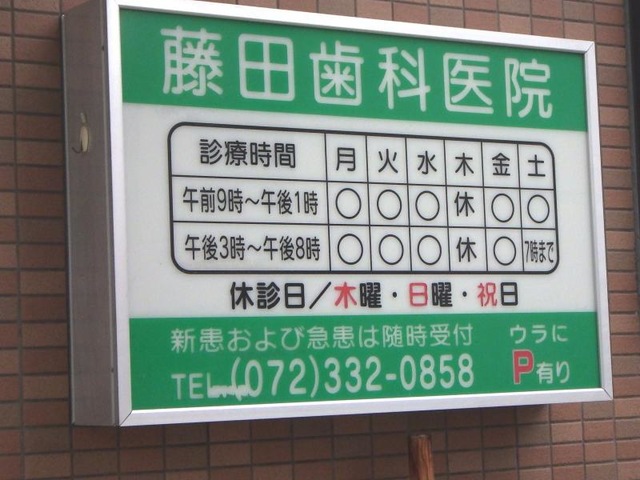 藤田歯科医院
診療時間 月 火 水 木 金 土
午前9時～午後1時 ○ ○ ○ 休 ○ ○
午後3時～午後8時 ○ ○ ○ 休 ○ 7時まで
休診日／木曜・日曜・祝日
新患および急患は随時受付 ウラに
TEL (072)332-0858 P有り